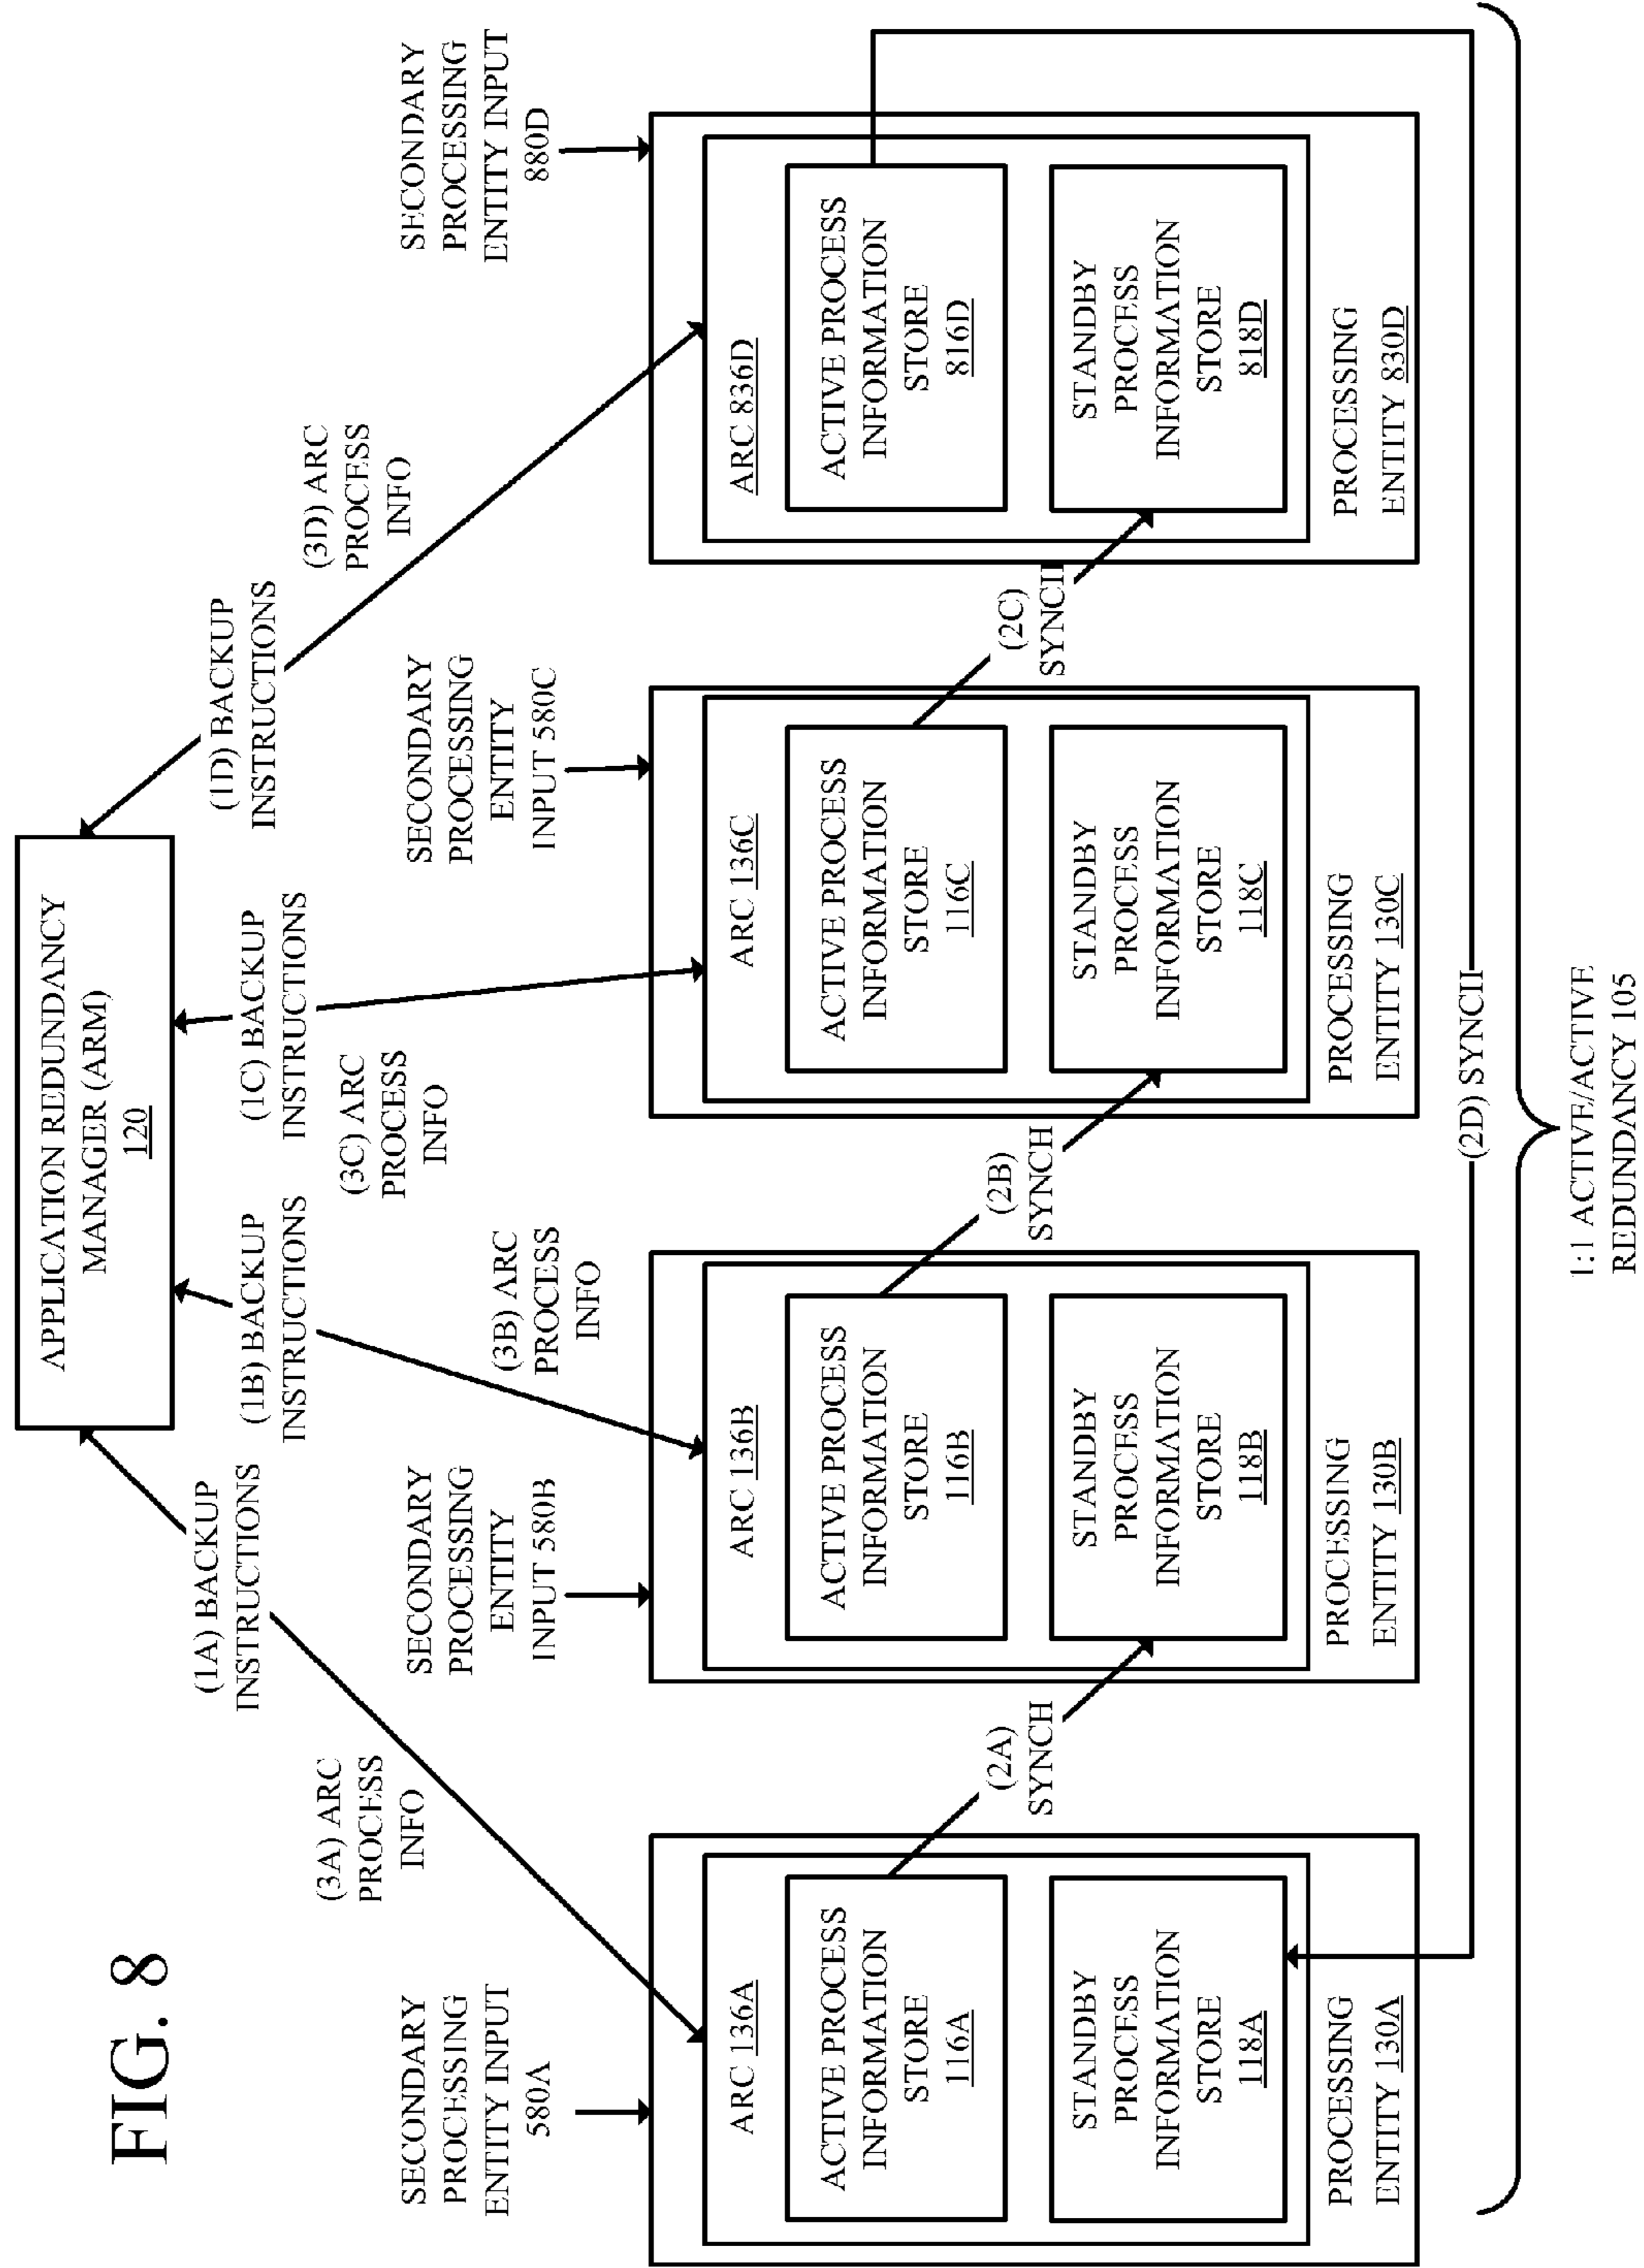 FIG. 8
APPLICATION REDUNDANCY
MANAGER (ARM)
120
(1A) BACKUP
INSTRUCTIONS
(1B) BACKUP
INSTRUCTIONS
(1C) BACKUP
INSTRUCTIONS
(1D) BACKUP
INSTRUCTIONS
(3A) ARC
PROCESS
INFO
(3B) ARC
PROCESS
INFO
(3C) ARC
PROCESS
INFO
(3D) ARC
PROCESS
INFO
SECONDARY
PROCESSING
ENTITY INPUT
580A
SECONDARY
PROCESSING
ENTITY
INPUT 580B
SECONDARY
PROCESSING
ENTITY
INPUT 580C
SECONDARY
PROCESSING
ENTITY INPUT
880D
ARC 136A
ACTIVE PROCESS
INFORMATION
STORE
116A
STANDBY
PROCESS
INFORMATION
STORE
118A
PROCESSING
ENTITY 130A
(2A)
SYNCH
ARC 136B
ACTIVE PROCESS
INFORMATION
STORE
116B
STANDBY
PROCESS
INFORMATION
STORE
118B
PROCESSING
ENTITY 130B
(2B)
SYNCH
ARC 136C
ACTIVE PROCESS
INFORMATION
STORE
116C
STANDBY
PROCESS
INFORMATION
STORE
118C
PROCESSING
ENTITY 130C
(2C)
SYNCH
ARC 836D
ACTIVE PROCESS
INFORMATION
STORE
816D
STANDBY
PROCESS
INFORMATION
STORE
818D
PROCESSING
ENTITY 830D
(2D) SYNCH
1:1 ACTIVE/ACTIVE
REDUNDANCY 105